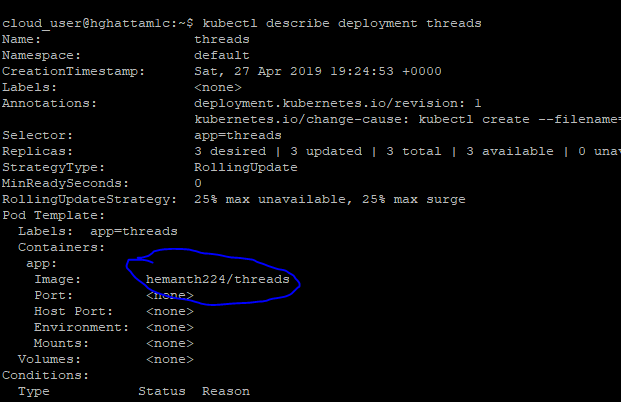 cloud_user@hghattamlc:~$ kubectl describe deployment threads
Name: threads
Namespace: default
CreationTimestamp: Sat, 27 Apr 2019 19:24:53 +0000
Labels: <none>
Annotations: deployment.kubernetes.io/revision: 1
kubernetes.io/change-cause: kubectl create --filename=
Selector: app=threads
Replicas: 3 desired | 3 updated | 3 total | 3 available | 0 unav
StrategyType: RollingUpdate
MinReadySeconds: 0
RollingUpdateStrategy: 25% max unavailable, 25% max surge
Pod Template:
Labels: app=threads
Containers:
app:
Image: hemanth224/threads
Port: <none>
Host Port: <none>
Environment: <none>
Mounts: <none>
Volumes: <none>
Conditions:
Type Status Reason